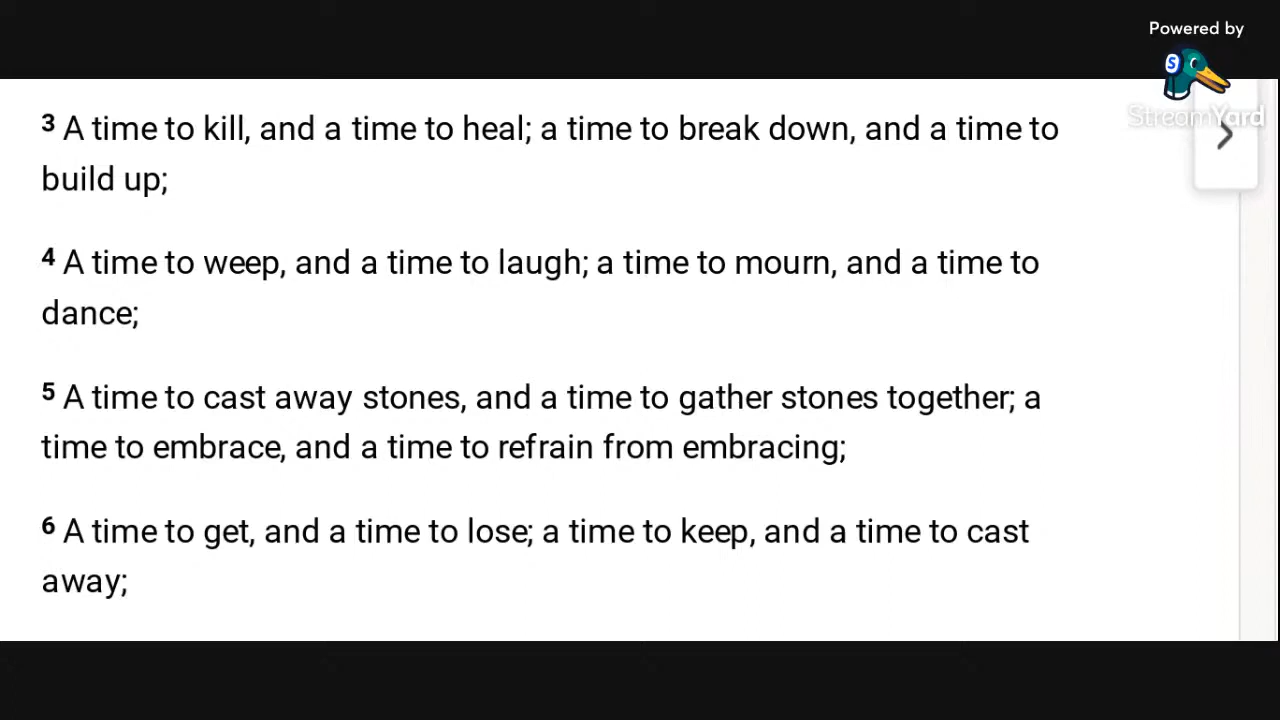 Powered by
S
StreamYard
3 A time to kill, and a time to heal; a time to break down, and a time to
build up;
4 A time to weep, and a time to laugh; a time to mourn, and a time to
dance;
5 A time to cast away stones, and a time to gather stones together; a
time to embrace, and a time to refrain from embracing;
6 A time to get, and a time to lose; a time to keep, and a time to cast
away;